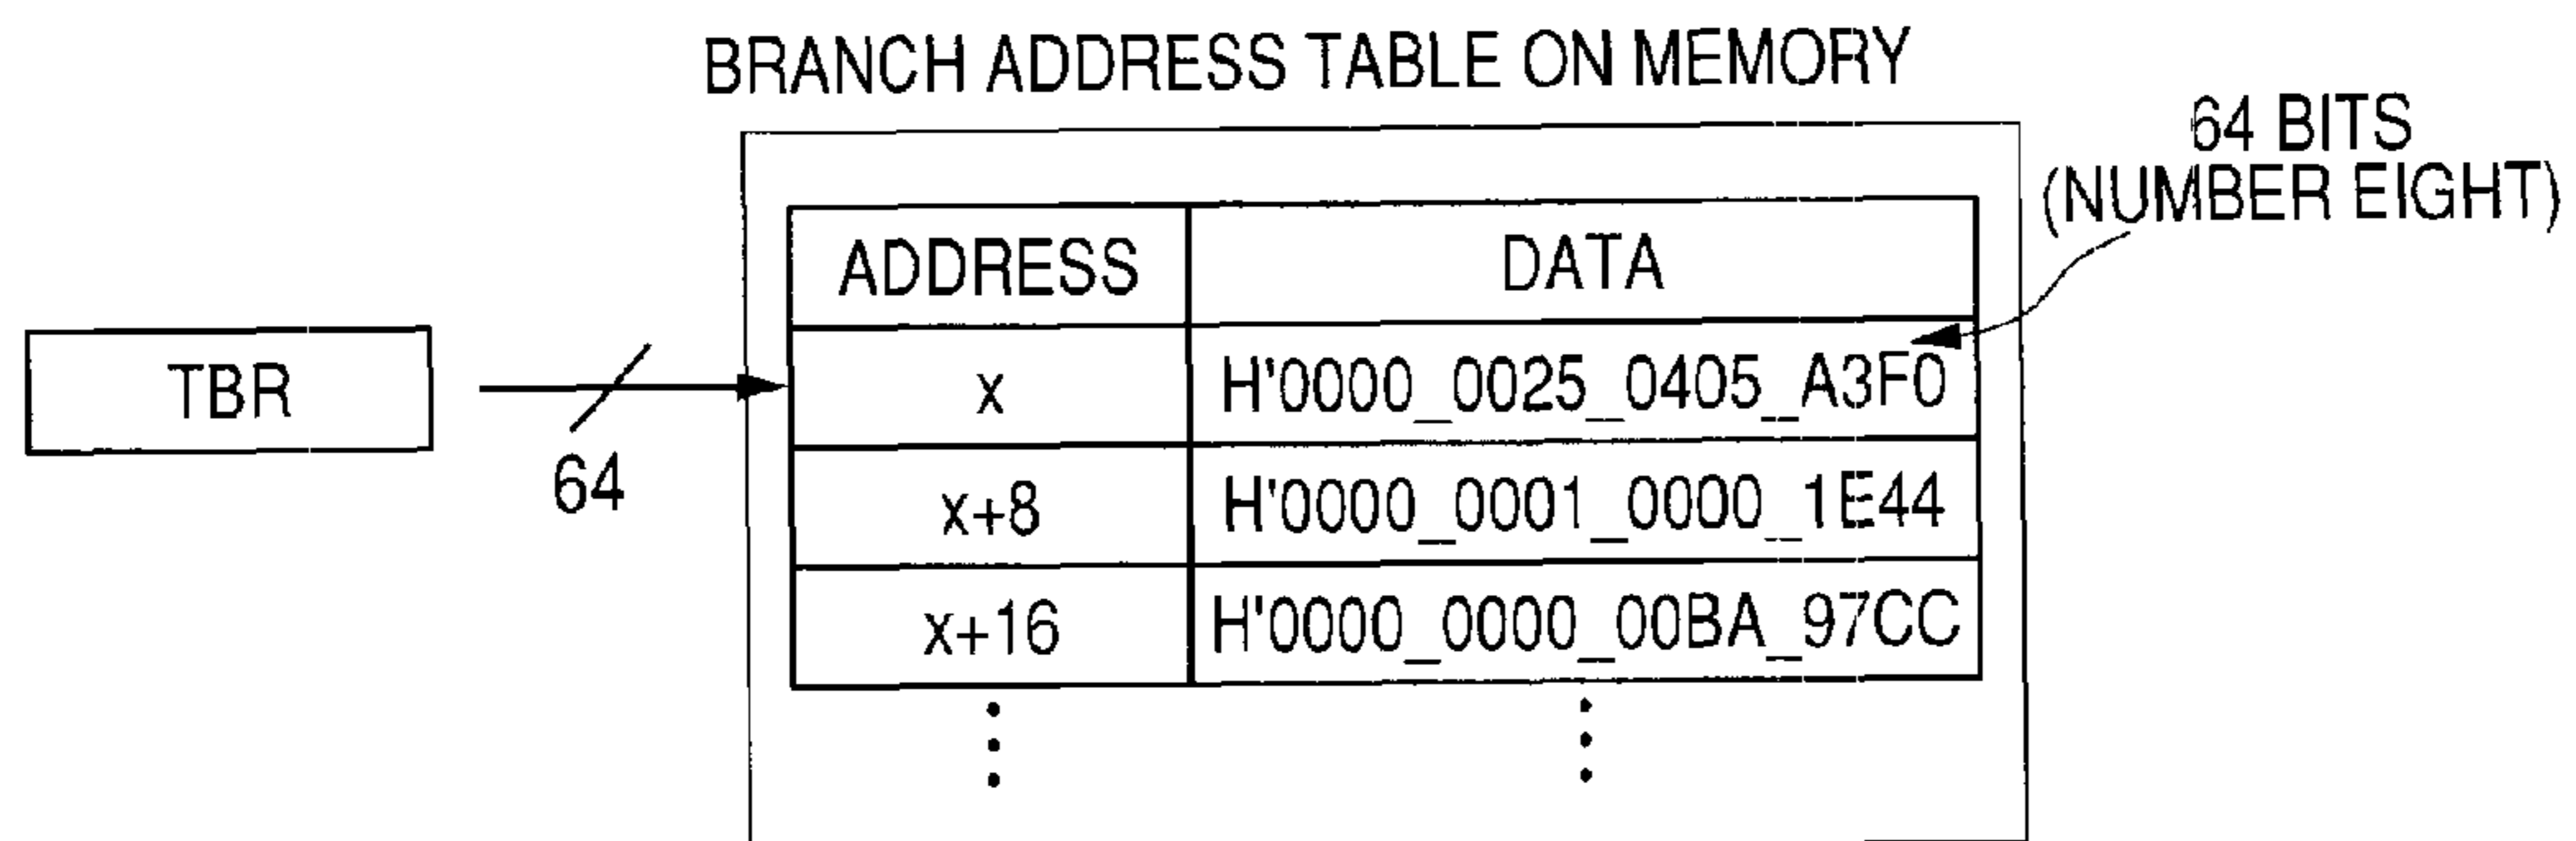 BRANCH ADDRESS TABLE ON MEMORY
64 BITS
(NUMBER EIGHT)
ADDRESS DATA
TBR
64
x H'0000_0025_0405_A3F0
x+8 H'0000_0001_0000_1E44
x+16 H'0000_0000_00BA_97CC